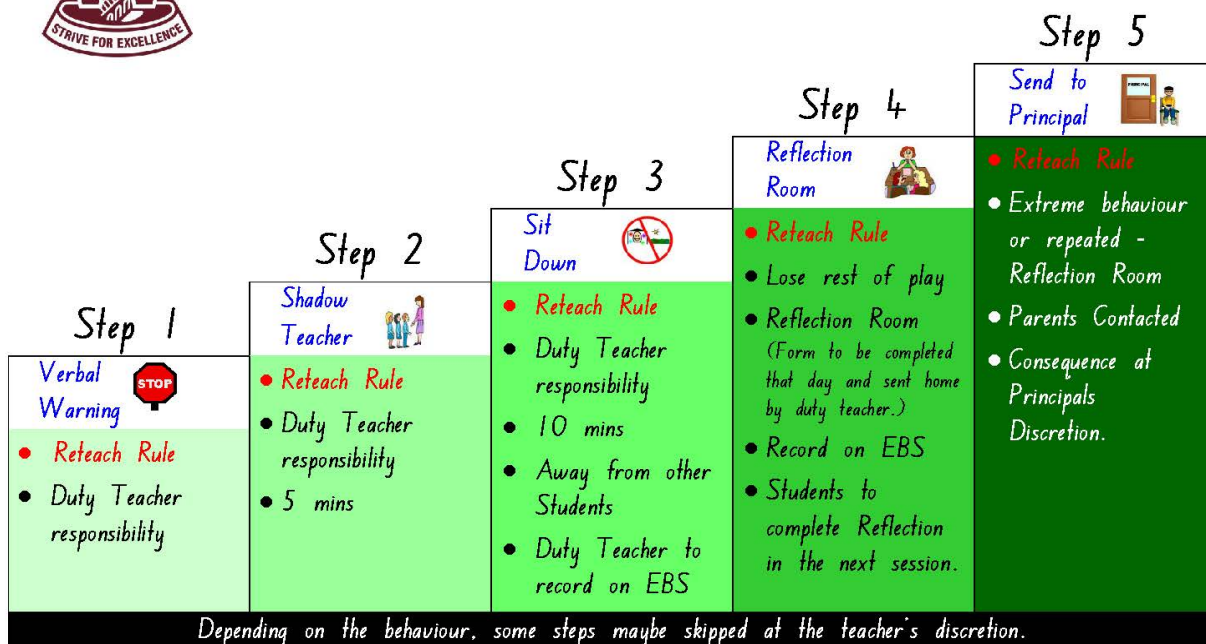 STRIVE FOR EXCELLENCE
Step 1
Verbal
Warning
STOP
• Reteach Rule
• Duty Teacher
responsibility
Step 2
Shadow
Teacher
• Reteach Rule
• Duty Teacher
responsibility
• 5 mins
Step 3
Sit
Down
• Reteach Rule
• Duty Teacher
responsibility
• 10 mins
• Away from other
Students
• Duty Teacher to
record on EBS
Step 4
Reflection
Room
• Reteach Rule
• Lose rest of play
• Reflection Room
(Form to be completed
that day and sent home
by duty teacher.)
• Record on EBS
• Students to
complete Reflection
in the next session.
Step 5
Send to
Principal
PRINCIPAL
• Reteach Rule
• Extreme behaviour
or repeated -
Reflection Room
• Parents Contacted
• Consequence at
Principals
Discretion.
Depending on the behaviour, some steps maybe skipped at the teacher's discretion.